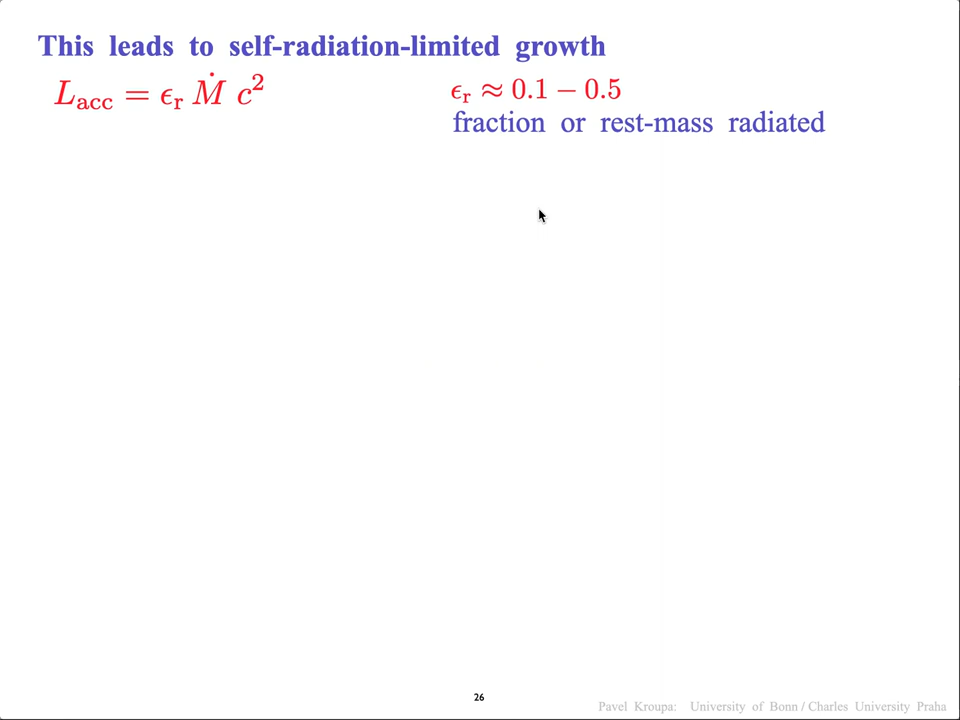 This leads to self-radiation-limited growth
L_acc = ϵ_r Ṁ c²
ϵ_r ≈ 0.1 − 0.5
fraction or rest-mass radiated
26
Pavel Kroupa: University of Bonn / Charles University Praha